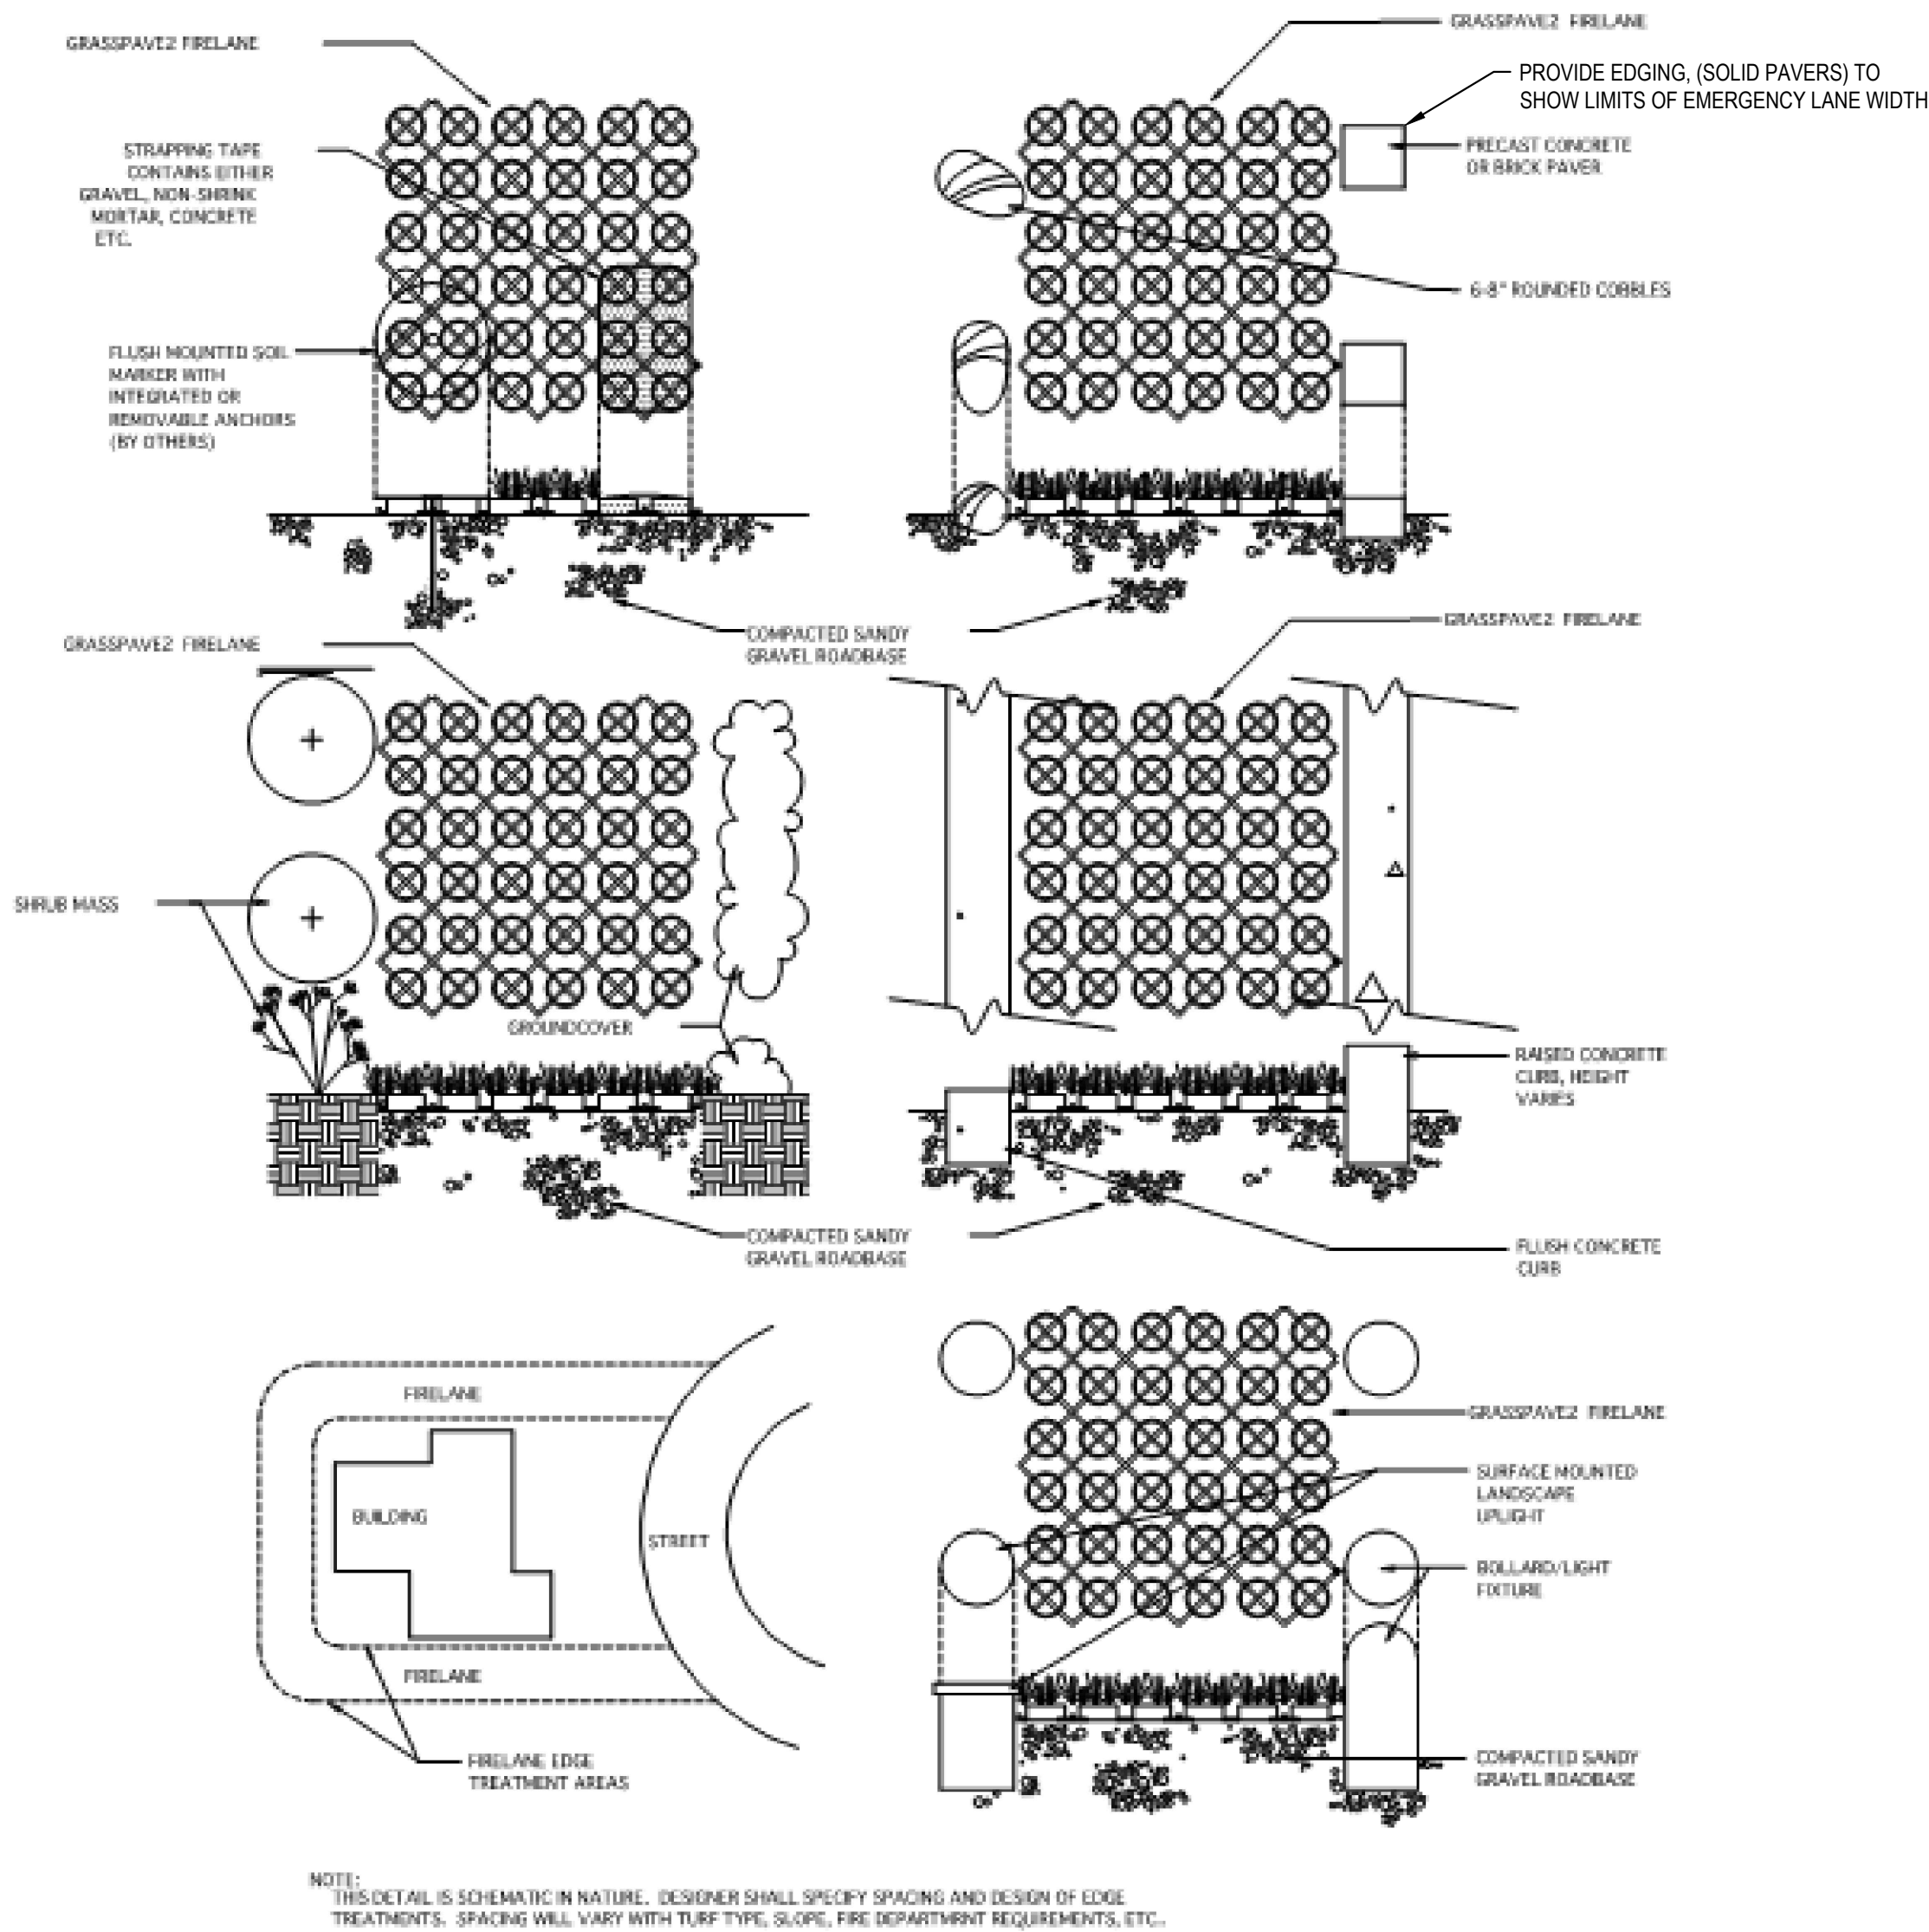 GRASSPAVE2 FIRELANE
STRAPPING TAPE
CONTAINS EITHER
GRAVEL, NON-SHRINK
MORTAR, CONCRETE
ETC.
FLUSH MOUNTED SOIL
MARKER WITH
INTEGRATED OR
REMOVABLE ANCHORS
(BY OTHERS)
GRASSPAVE2 FIRELANE
PROVIDE EDGING, (SOLID PAVERS) TO
SHOW LIMITS OF EMERGENCY LANE WIDTH
PRECAST CONCRETE
OR BRICK PAVER
6-8" ROUNDED COBBLES
COMPACTED SANDY
GRAVEL ROADBASE
GRASSPAVE2 FIRELANE
SHRUB MASS
GROUNDCOVER
GRASSPAVE2 FIRELANE
RAISED CONCRETE
CURB, HEIGHT
VARIES
COMPACTED SANDY
GRAVEL ROADBASE
FLUSH CONCRETE
CURB
FIRELANE
BUILDING
STREET
FIRELANE
FIRELANE EDGE
TREATMENT AREAS
GRASSPAVE2 FIRELANE
SURFACE MOUNTED
LANDSCAPE
UPLIGHT
BOLLARD/LIGHT
FIXTURE
COMPACTED SANDY
GRAVEL ROADBASE
NOTE:
THIS DETAIL IS SCHEMATIC IN NATURE. DESIGNER SHALL SPECIFY SPACING AND DESIGN OF EDGE
TREATMENTS. SPACING WILL VARY WITH TURF TYPE, SLOPE, FIRE DEPARTMRNT REQUIREMENTS, ETC..